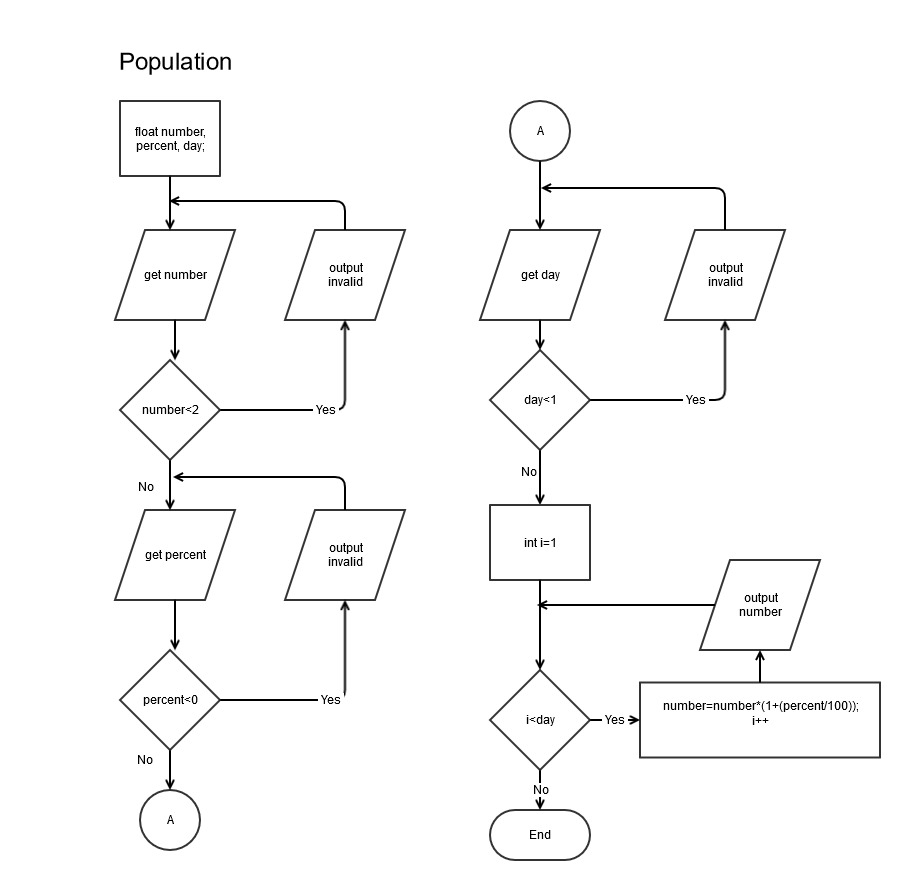 Population
float number,
percent, day;
get number
output
invalid
number<2
Yes
No
get percent
output
invalid
percent<0
Yes
No
A
A
get day
output
invalid
day<1
Yes
No
int i=1
output
number
i<day
Yes
number=number*(1+(percent/100));
i++
No
End